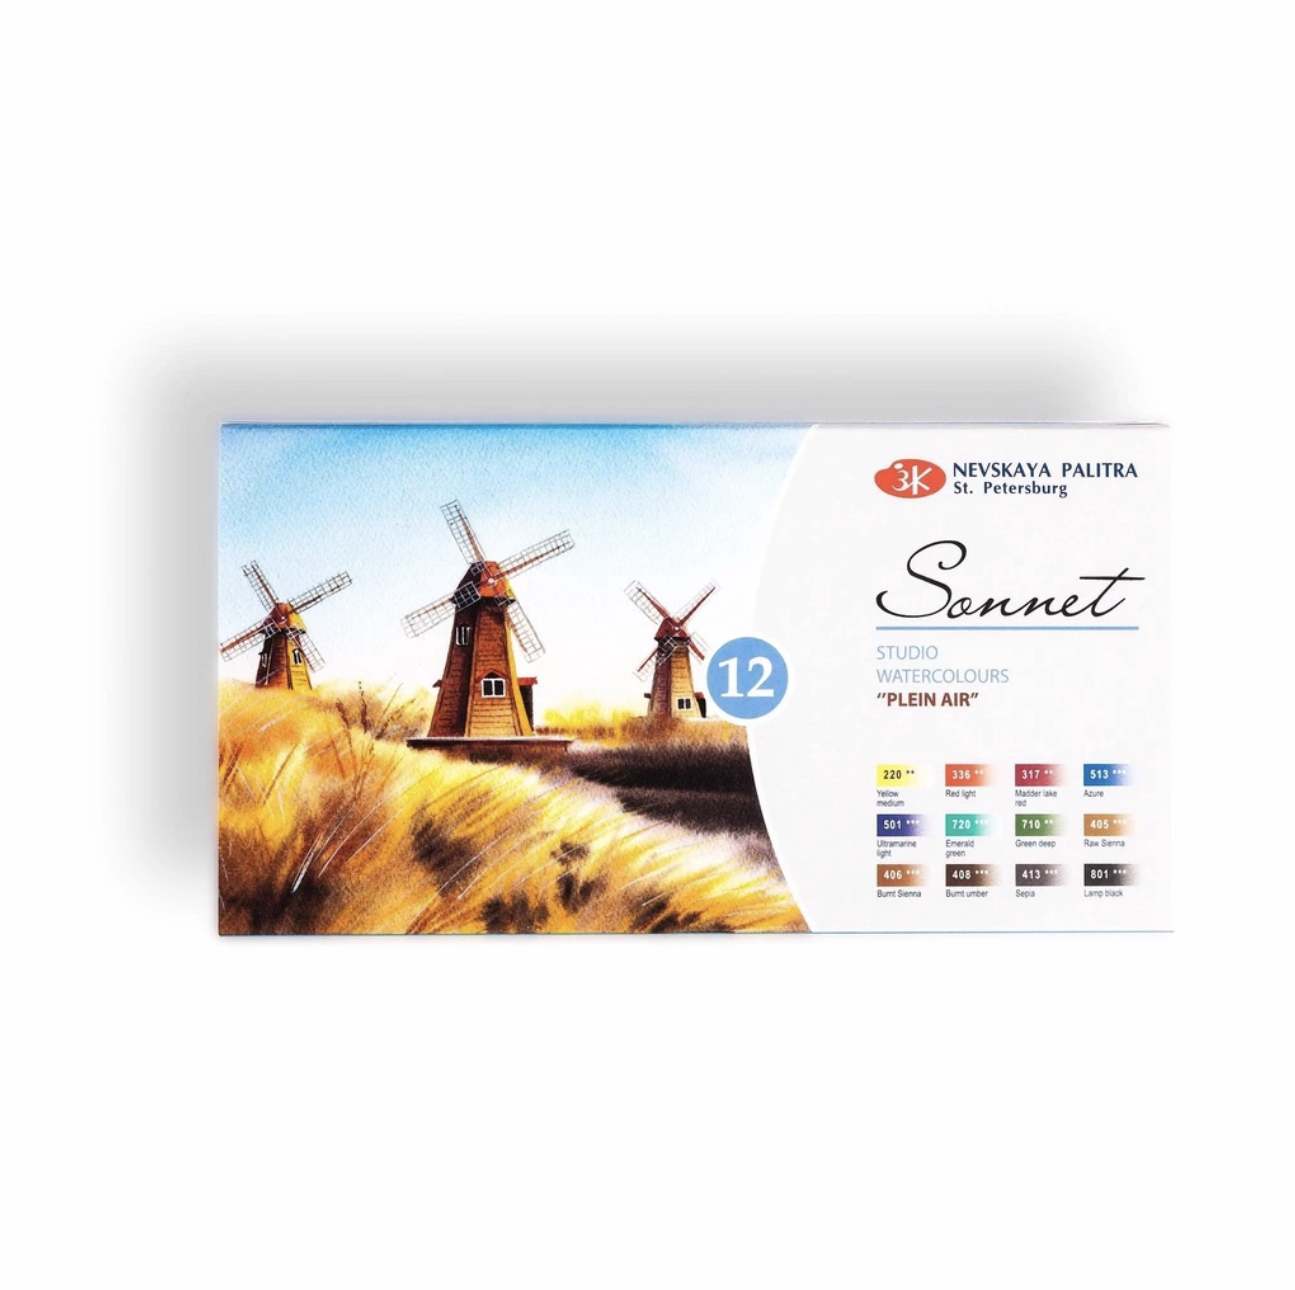 3K
NEVSKAYA PALITRA
St. Petersburg
Sonnet
12
STUDIO
WATERCOLOURS
"PLEIN AIR"
220 ** 336 ** 317 ** 513 ***
Yellow medium Red light Madder lake red Azure
501 *** 720 *** 710 ** 405 ***
Ultramarine light Emerald green Green deep Raw Sienna
406 *** 408 *** 413 *** 801 ***
Burnt Sienna Burnt umber Sepia Lamp black